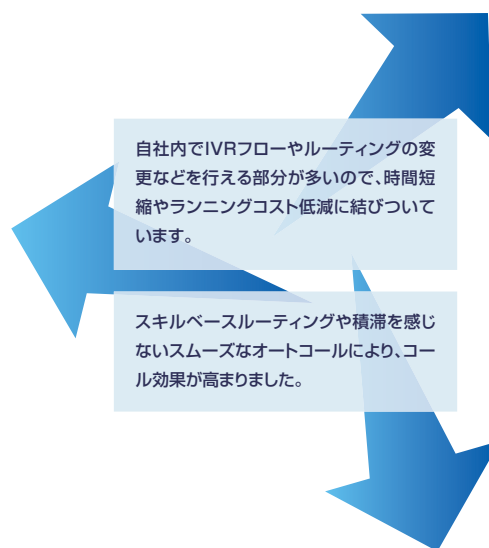 自社内でIVRフローやルーティングの変
更などを行える部分が多いので、時間短
縮やランニングコスト低減に結びついて
います。
スキルベースルーティングや積滞を感じ
ないスムーズなオートコールにより、コー
ル効果が高まりました。